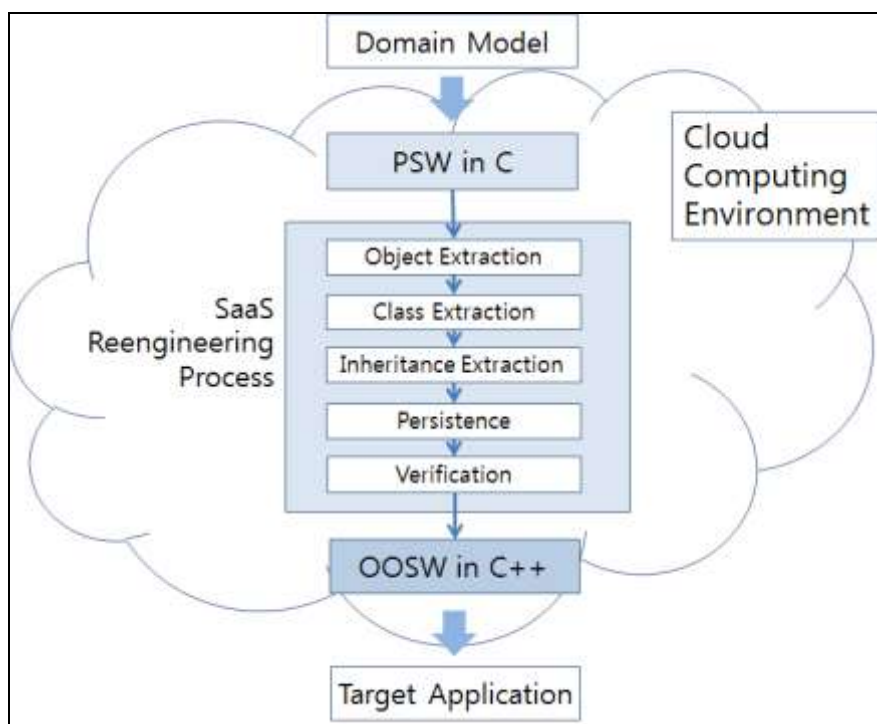 Domain Model
PSW in C
Cloud
Computing
Environment
Object Extraction
Class Extraction
Inheritance Extraction
Persistence
Verification
SaaS
Reengineering
Process
OOSW in C++
Target Application